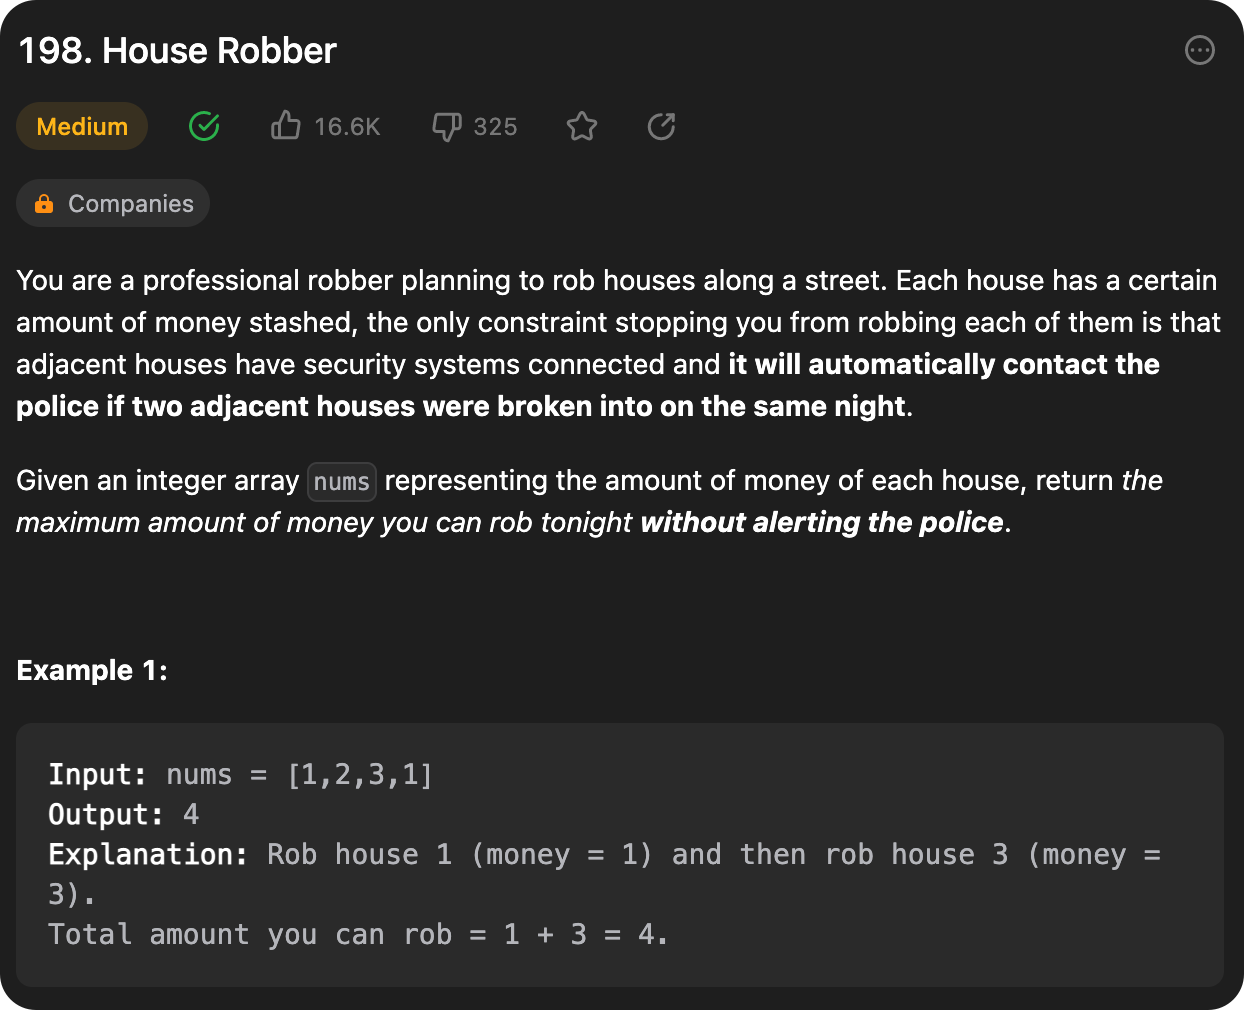 198. House Robber
Medium 16.6K 325
Companies
You are a professional robber planning to rob houses along a street. Each house has a certain
amount of money stashed, the only constraint stopping you from robbing each of them is that
adjacent houses have security systems connected and it will automatically contact the
police if two adjacent houses were broken into on the same night.
Given an integer array nums representing the amount of money of each house, return the
maximum amount of money you can rob tonight without alerting the police.
Example 1:
Input: nums = [1,2,3,1]
Output: 4
Explanation: Rob house 1 (money = 1) and then rob house 3 (money =
3).
Total amount you can rob = 1 + 3 = 4.